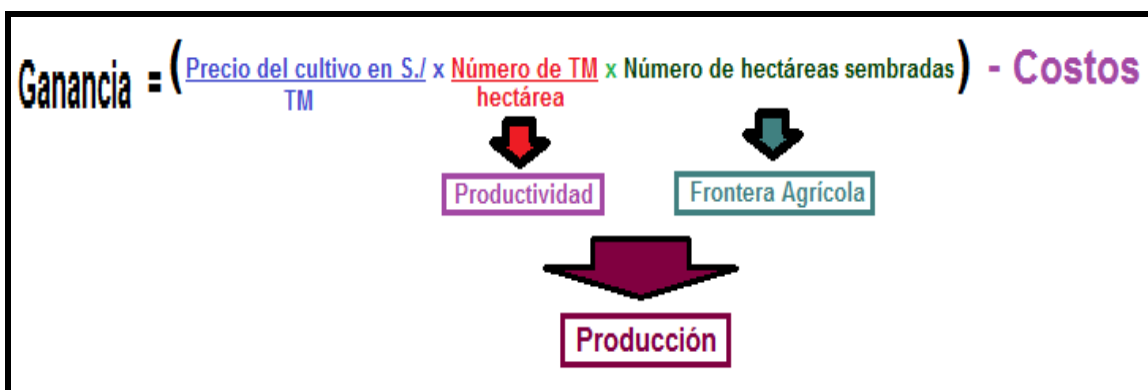 Ganancia = (Precio del cultivo en S./ x Número de TM x Número de hectáreas sembradas) - Costos
TM hectárea
Productividad Frontera Agrícola
Producción